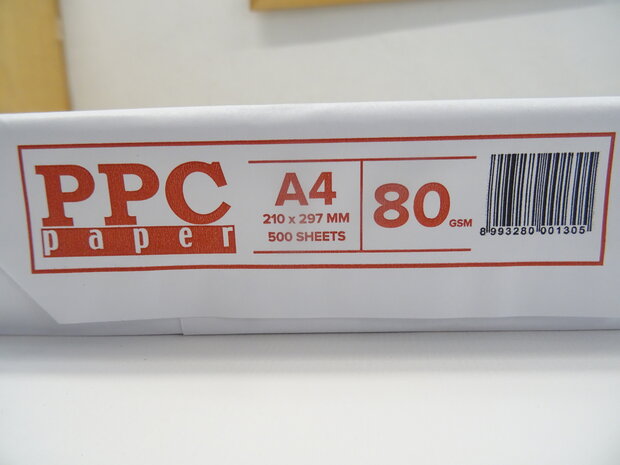 PPC
paper
A4
210 x 297 MM
500 SHEETS
80 GSM
8 993280 001305